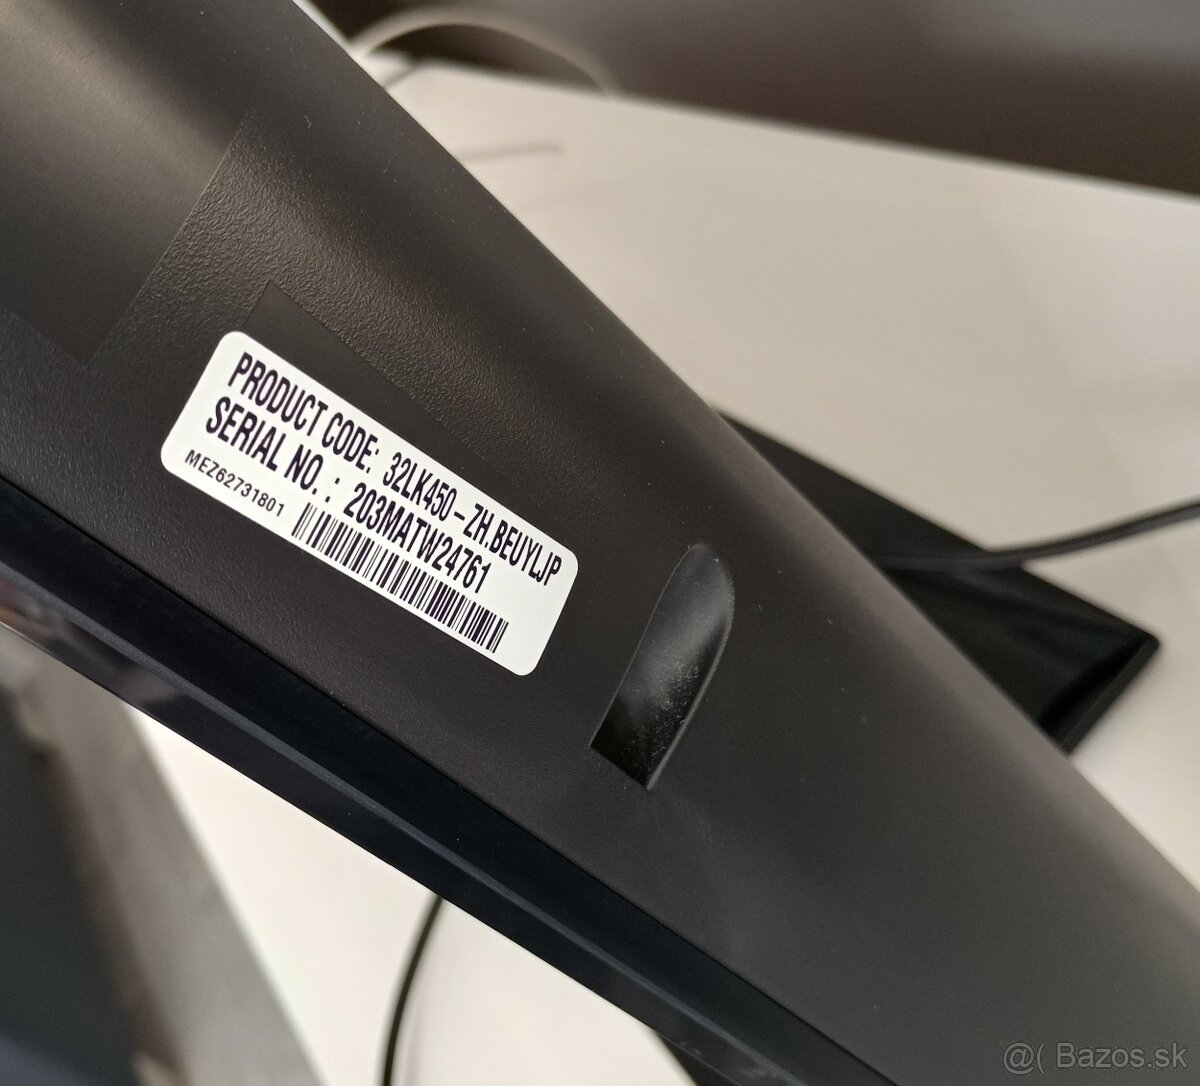 PRODUCT CODE: 32LK450-ZH.BEUYLJP
SERIAL NO. : 203MATW24761
MEZ62731801
@( Bazos.sk